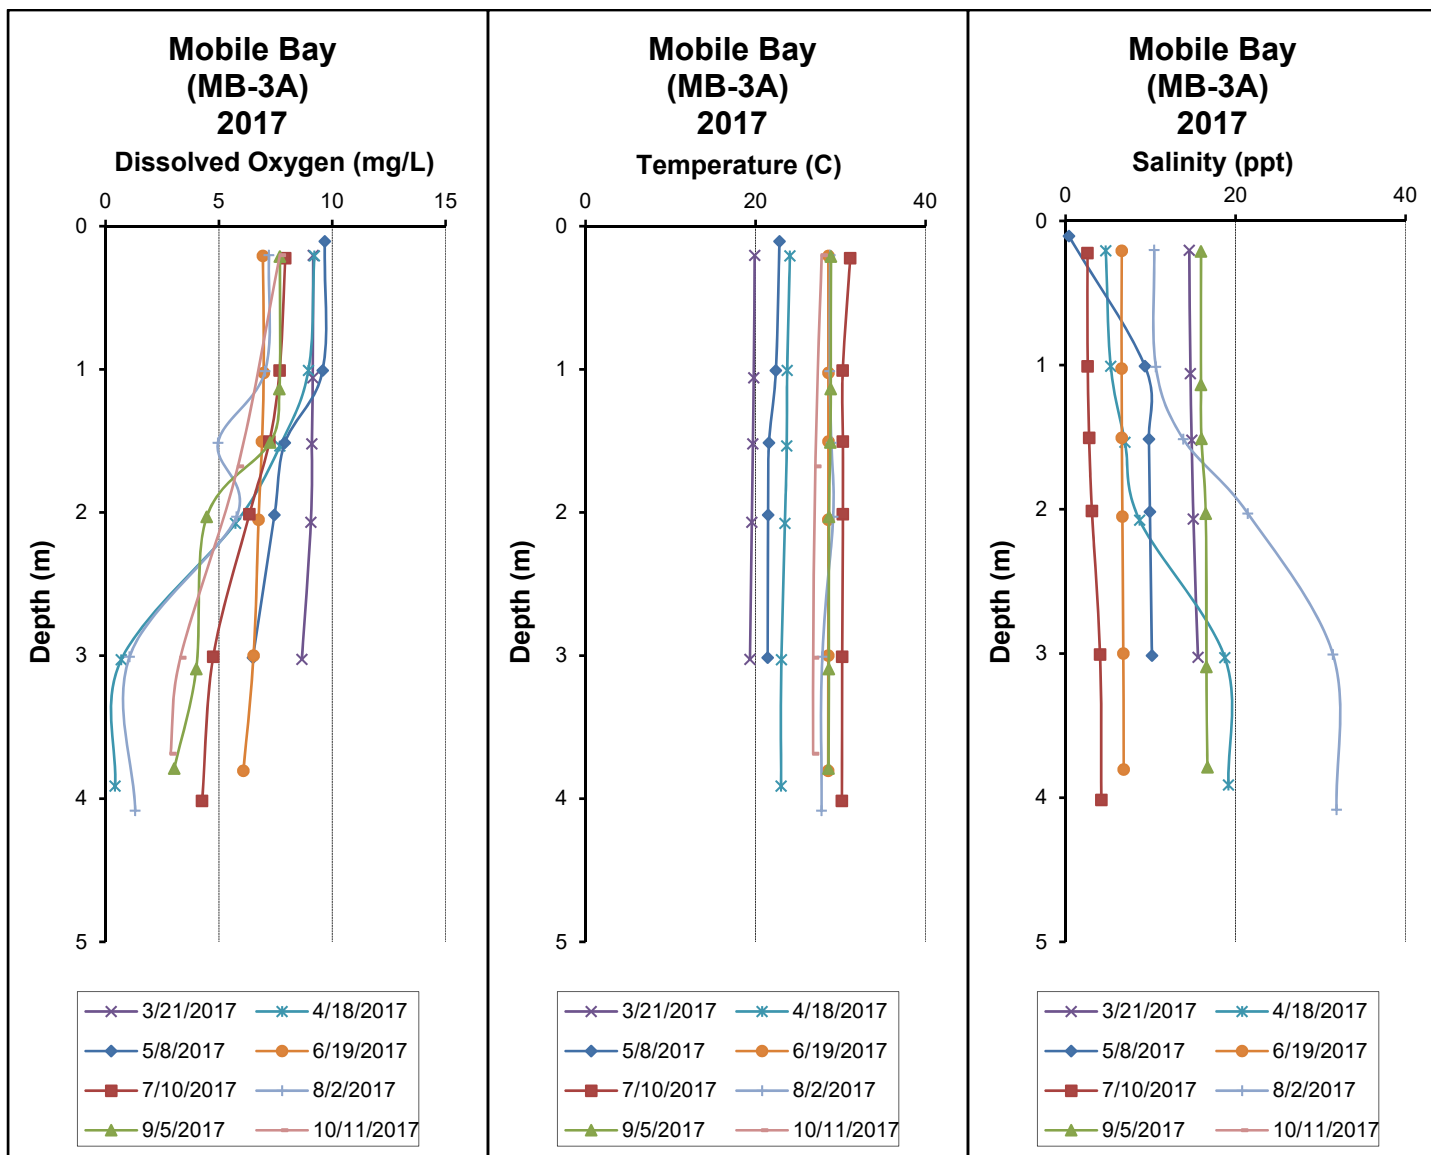 Mobile Bay
(MB-3A)
2017
Dissolved Oxygen (mg/L)
0 5 10 15
0
1
2
3
4
5
Depth (m)
3/21/2017 4/18/2017
5/8/2017 6/19/2017
7/10/2017 8/2/2017
9/5/2017 10/11/2017
Mobile Bay
(MB-3A)
2017
Temperature (C)
0 20 40
0
1
2
3
4
5
Depth (m)
3/21/2017 4/18/2017
5/8/2017 6/19/2017
7/10/2017 8/2/2017
9/5/2017 10/11/2017
Mobile Bay
(MB-3A)
2017
Salinity (ppt)
0 20 40
0
1
2
3
4
5
Depth (m)
3/21/2017 4/18/2017
5/8/2017 6/19/2017
7/10/2017 8/2/2017
9/5/2017 10/11/2017